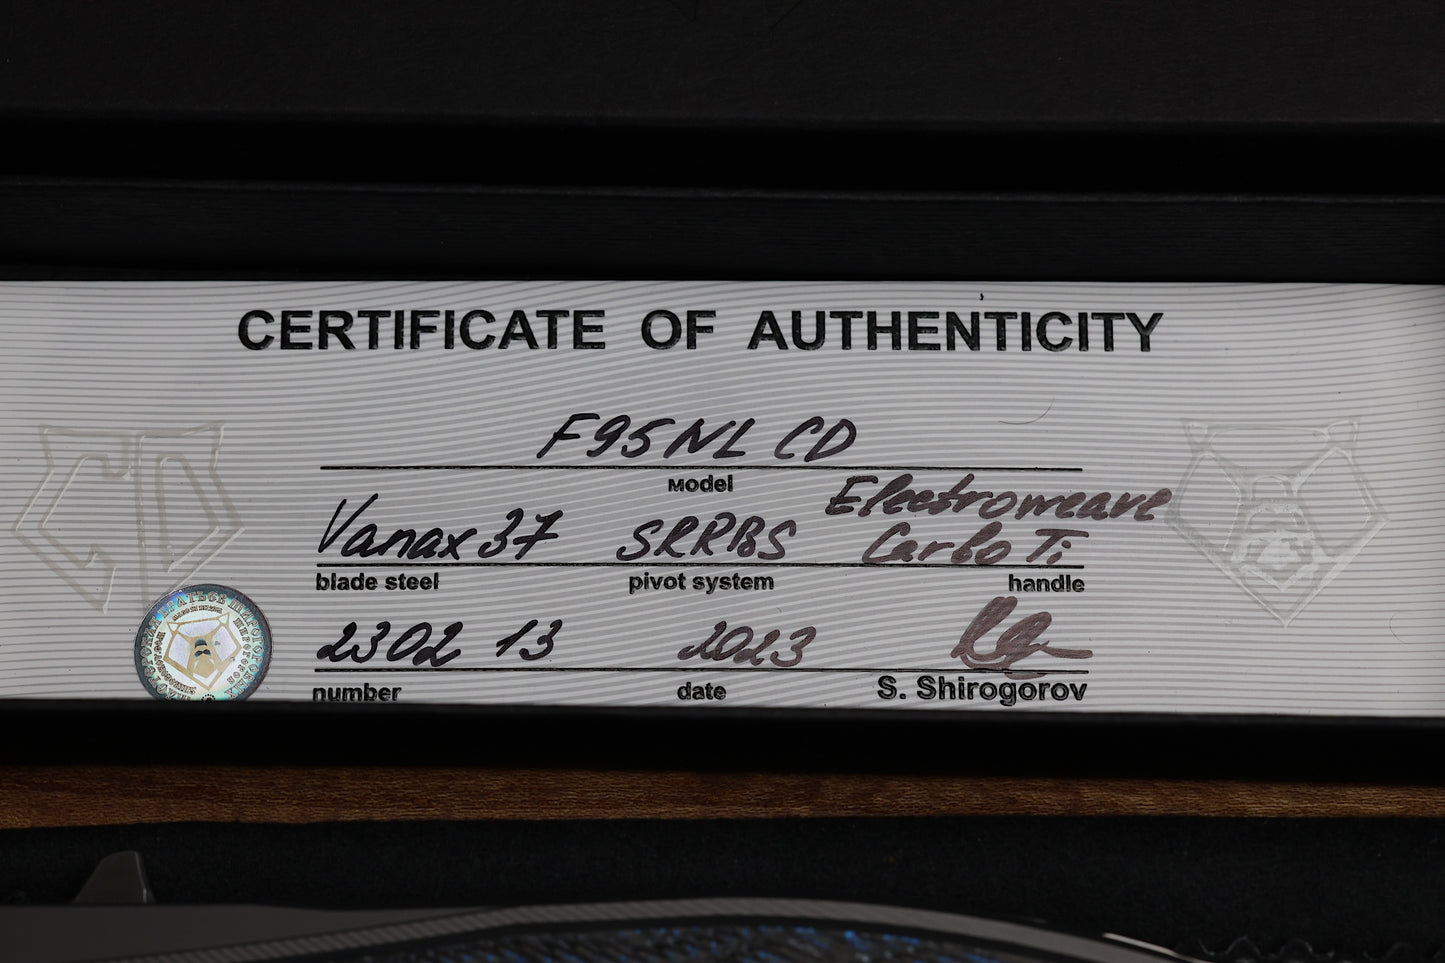 CERTIFICATE OF AUTHENTICITY
F95NL CD
Model
Electroweave
Vanax 37 SRRBS Carbo Ti
blade steel pivot system handle
2302 13 2023
number date S. Shirogorov
CD